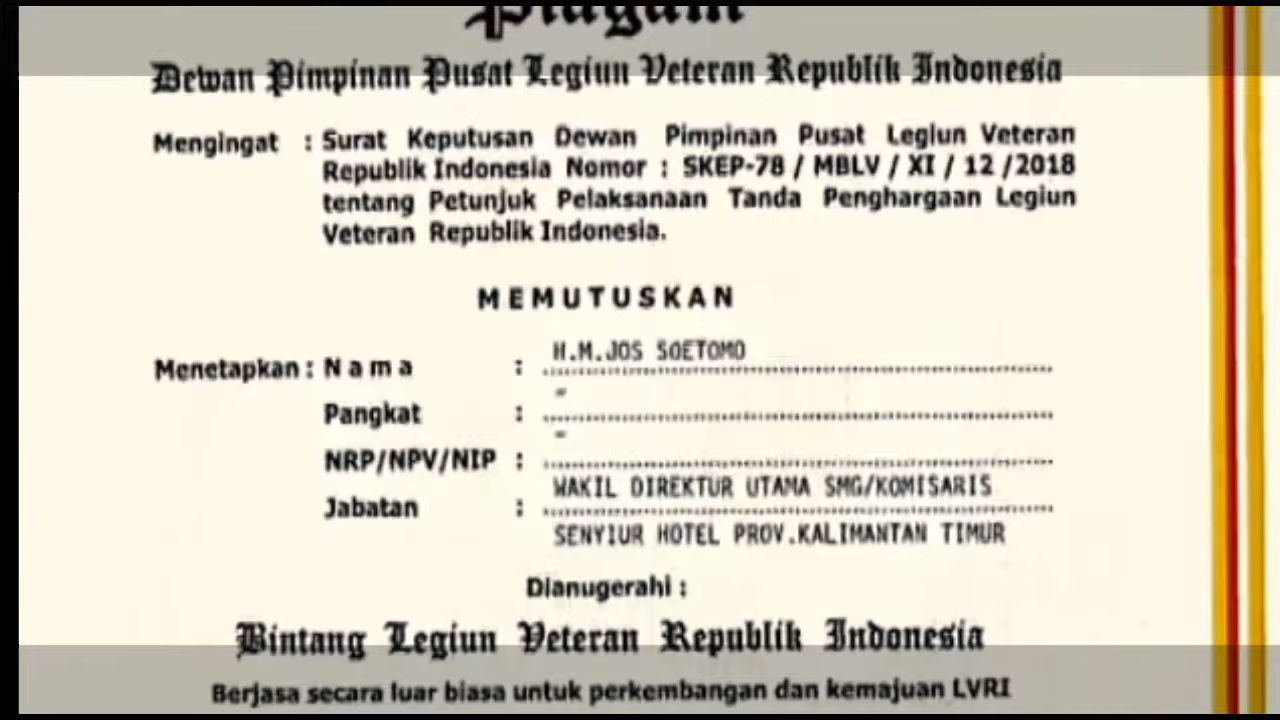 Piagam
Dewan Pimpinan Pusat Legiun Veteran Republik Indonesia
Mengingat : Surat Keputusan Dewan Pimpinan Pusat Legiun Veteran
Republik Indonesia Nomor : SKEP-78 / MBLV / XI / 12 /2018
tentang Petunjuk Pelaksanaan Tanda Penghargaan Legiun
Veteran Republik Indonesia.
MEMUTUSKAN
Menetapkan : N a m a : H.M.JOS SOETOMO
Pangkat : -
NRP/NPV/NIP : -
Jabatan : WAKIL DIREKTUR UTAMA SMG/KOMISARIS
SENYIUR HOTEL PROV.KALIMANTAN TIMUR
Dianugerahi :
Bintang Legiun Veteran Republik Indonesia
Berjasa secara luar biasa untuk perkembangan dan kemajuan LVRI